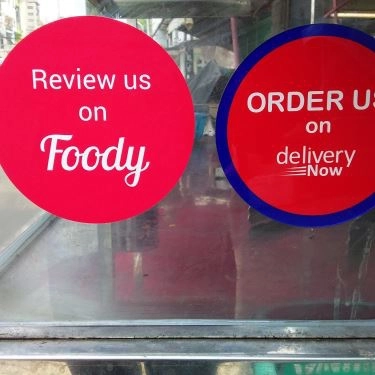 Review us
on
Foody
ORDER US
on
delivery
Now